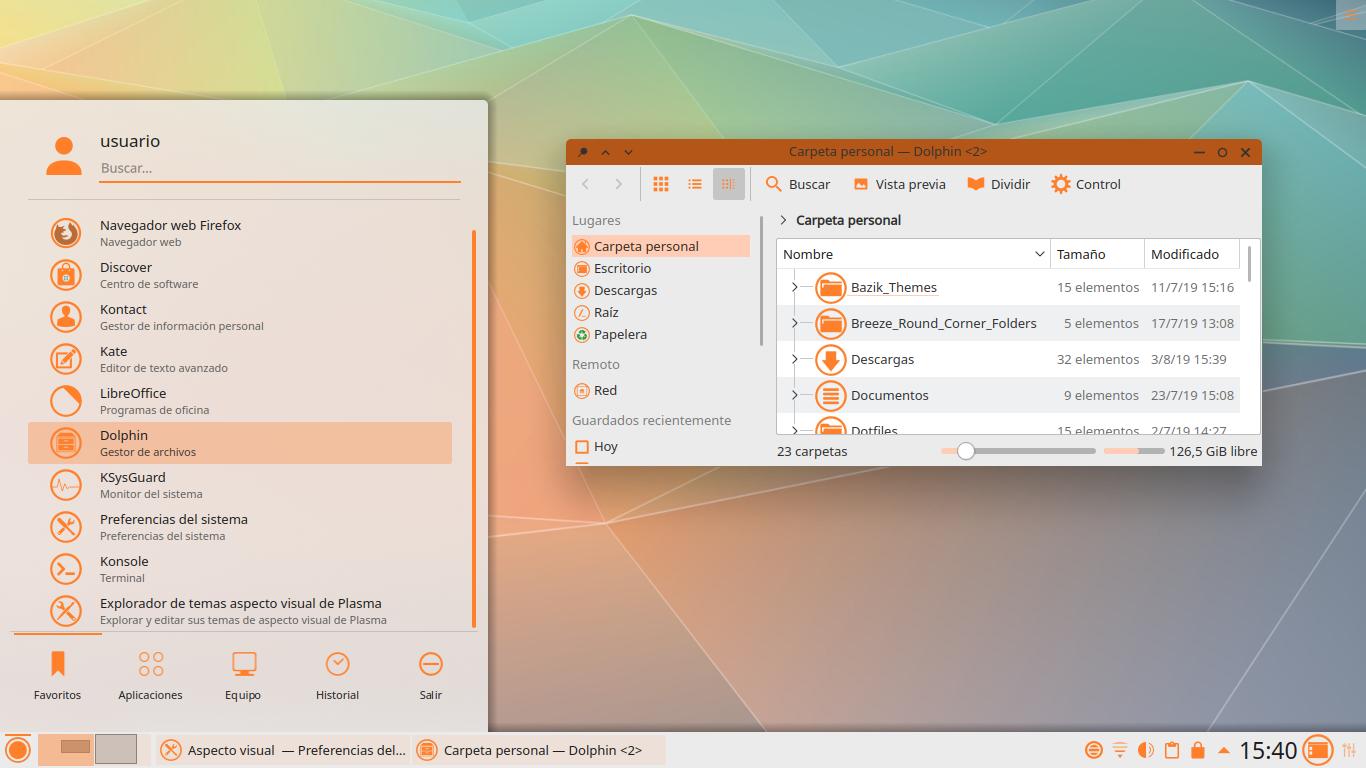 usuario
Buscar...
Navegador web Firefox
Navegador web
Discover
Centro de software
Kontact
Gestor de información personal
Kate
Editor de texto avanzado
LibreOffice
Programas de oficina
Dolphin
Gestor de archivos
KSysGuard
Monitor del sistema
Preferencias del sistema
Preferencias del sistema
Konsole
Terminal
Explorador de temas aspecto visual de Plasma
Explorar y editar sus temas de aspecto visual de Plasma
Favoritos Aplicaciones Equipo Historial Salir
Carpeta personal — Dolphin <2>
Buscar Vista previa Dividir Control
Lugares
Carpeta personal
Escritorio
Descargas
Raíz
Papelera
Remoto
Red
Guardados recientemente
Hoy
Carpeta personal
Nombre Tamaño Modificado
Bazik_Themes 15 elementos 11/7/19 15:16
Breeze_Round_Corner_Folders 5 elementos 17/7/19 13:08
Descargas 32 elementos 3/8/19 15:39
Documentos 9 elementos 23/7/19 15:08
Dotfiles 15 elementos 2/7/19 14:27
23 carpetas 126,5 GiB libre
Aspecto visual — Preferencias del... Carpeta personal — Dolphin <2> 15:40